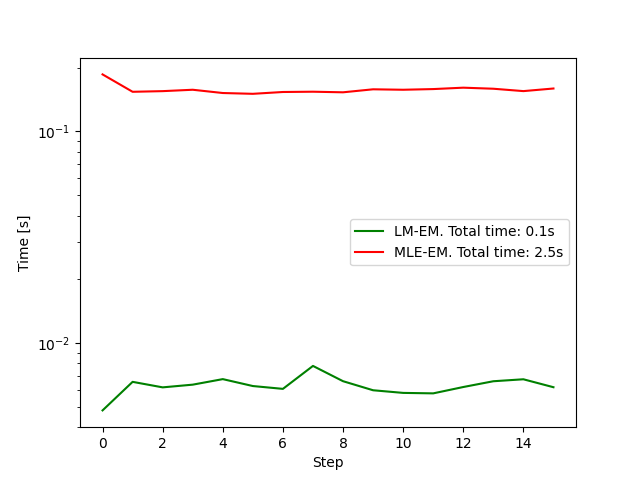 10⁻¹
10⁻²
Time [s]
LM-EM. Total time: 0.1s
MLE-EM. Total time: 2.5s
0 2 4 6 8 10 12 14
Step